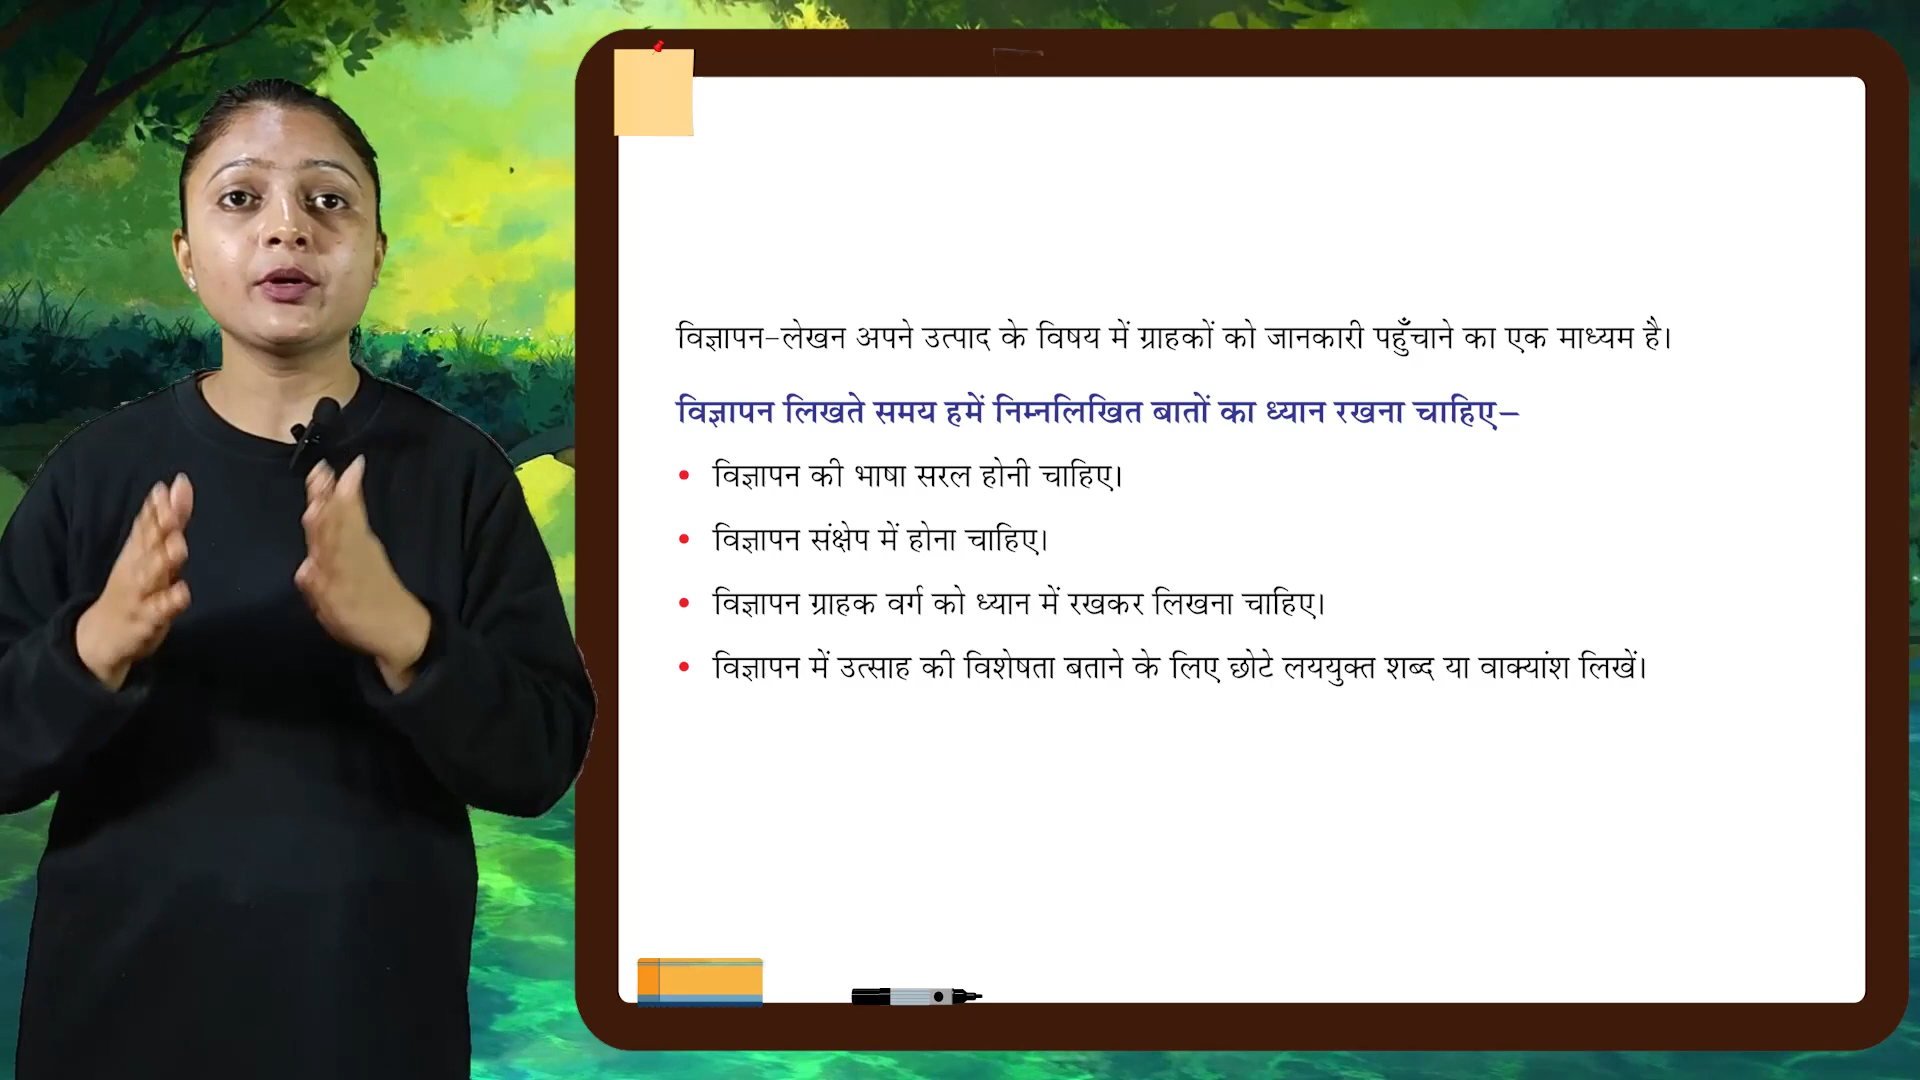 विज्ञापन-लेखन अपने उत्पाद के विषय में ग्राहकों को जानकारी पहुँचाने का एक माध्यम है।
विज्ञापन लिखते समय हमें निम्नलिखित बातों का ध्यान रखना चाहिए–
• विज्ञापन की भाषा सरल होनी चाहिए।
• विज्ञापन संक्षेप में होना चाहिए।
• विज्ञापन ग्राहक वर्ग को ध्यान में रखकर लिखना चाहिए।
• विज्ञापन में उत्साह की विशेषता बताने के लिए छोटे लययुक्त शब्द या वाक्यांश लिखें।